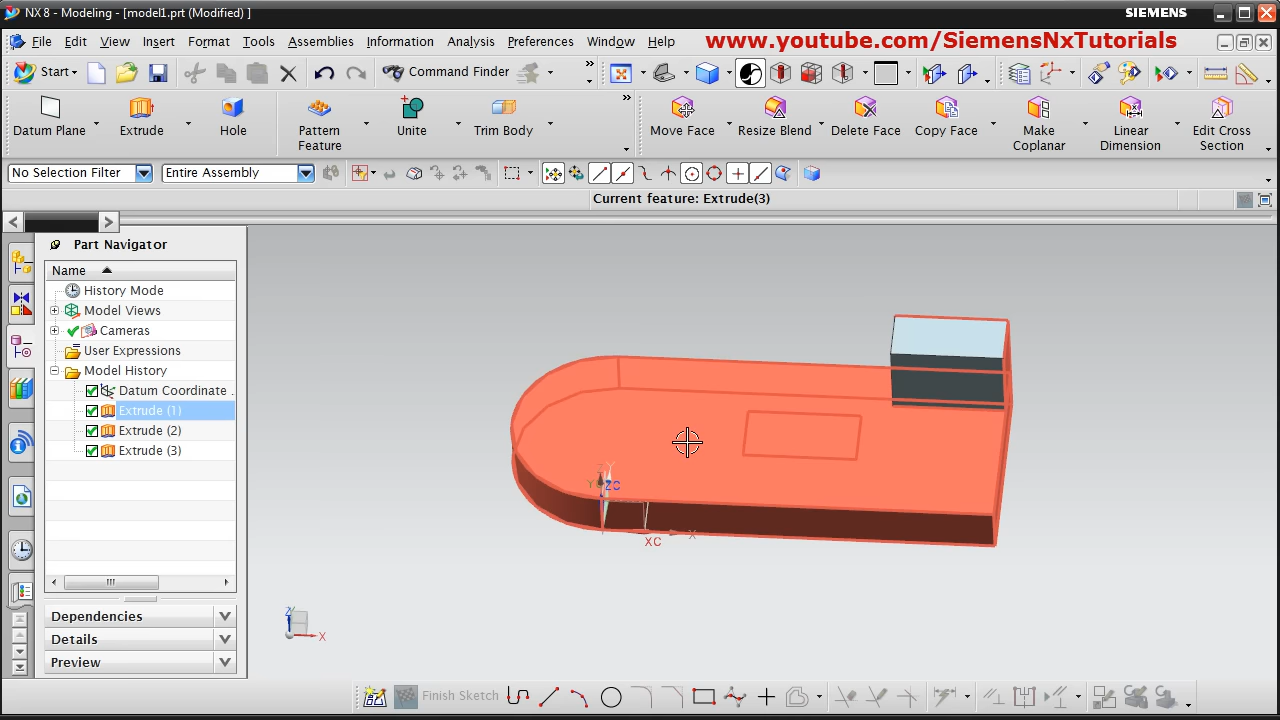 NX 8 - Modeling - [model1.prt (Modified) ]
SIEMENS
File Edit View Insert Format Tools Assemblies Information Analysis Preferences Window Help
www.youtube.com/SiemensNxTutorials
Start Command Finder
Datum Plane Extrude Hole Pattern Feature Unite Trim Body Move Face Resize Blend Delete Face Copy Face Make Coplanar Linear Dimension Edit Cross Section
No Selection Filter Entire Assembly
Current feature: Extrude(3)
Part Navigator
Name
History Mode
Model Views
Cameras
User Expressions
Model History
Datum Coordinate .
Extrude (1)
Extrude (2)
Extrude (3)
Dependencies
Details
Preview
Y
Y ZC
XC X
Z
X
Finish Sketch